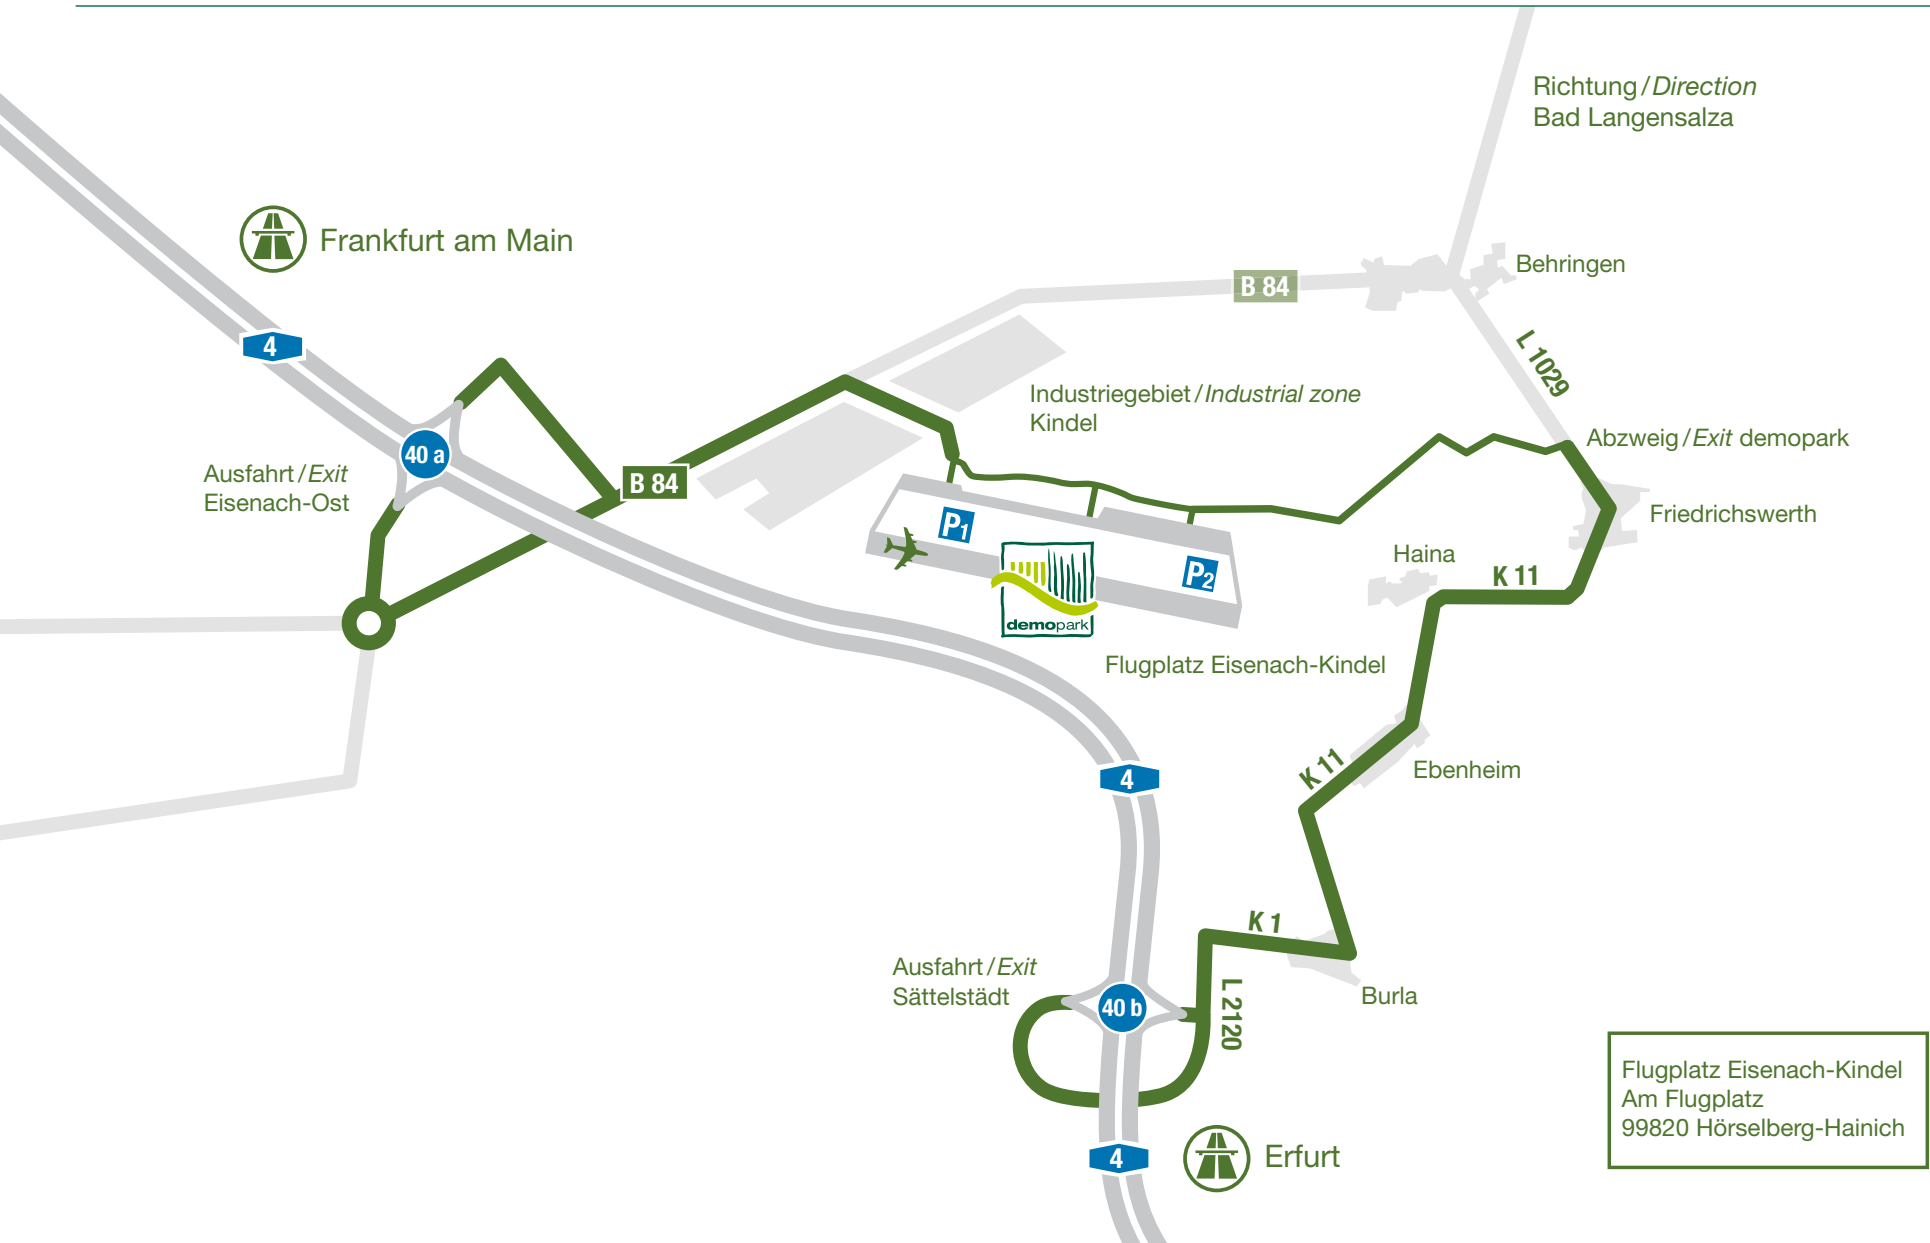 Richtung / Direction
Bad Langensalza
Frankfurt am Main
Behringen
B 84
4
L 1029
Industriegebiet / Industrial zone
Kindel
Abzweig / Exit demopark
40 a
Ausfahrt / Exit
Eisenach-Ost
B 84
P1
Friedrichswerth
Haina
K 11
P2
demopark
Flugplatz Eisenach-Kindel
K 11
Ebenheim
4
K 1
Ausfahrt / Exit
Sättelstädt
Burla
40 b
L 2120
Flugplatz Eisenach-Kindel
Am Flugplatz
99820 Hörselberg-Hainich
4
Erfurt